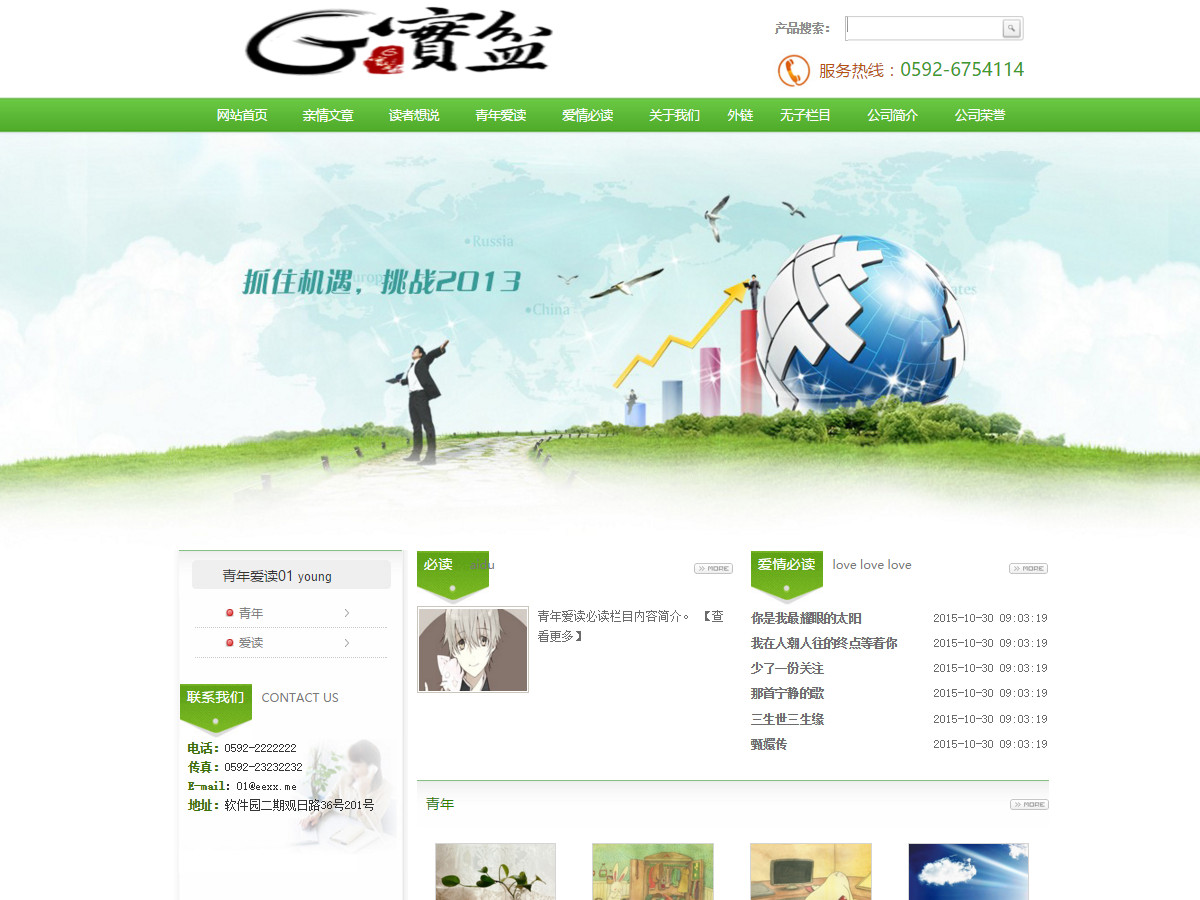 G寶盆
产品搜索：
服务热线：0592-6754114
网站首页 亲情文章 读者想说 青年爱读 爱情必读 关于我们 外链 无子栏目 公司简介 公司荣誉
Russia
抓住机遇，挑战2013
China
青年爱读01 young
青年
爱读
联系我们 CONTACT US
电话：0592-2222222
传真：0592-23232232
E-mail：01@eexx.me
地址：软件园二期观日路36号201号
必读 MORE
青年爱读必读栏目内容简介。 【查
看更多】
爱情必读 love love love MORE
你是我最耀眼的太阳 2015-10-30 09:03:19
我在人潮人往的终点等着你 2015-10-30 09:03:19
少了一份关注 2015-10-30 09:03:19
那首宁静的歌 2015-10-30 09:03:19
三生世三生缘 2015-10-30 09:03:19
甄嬛传 2015-10-30 09:03:19
青年 MORE